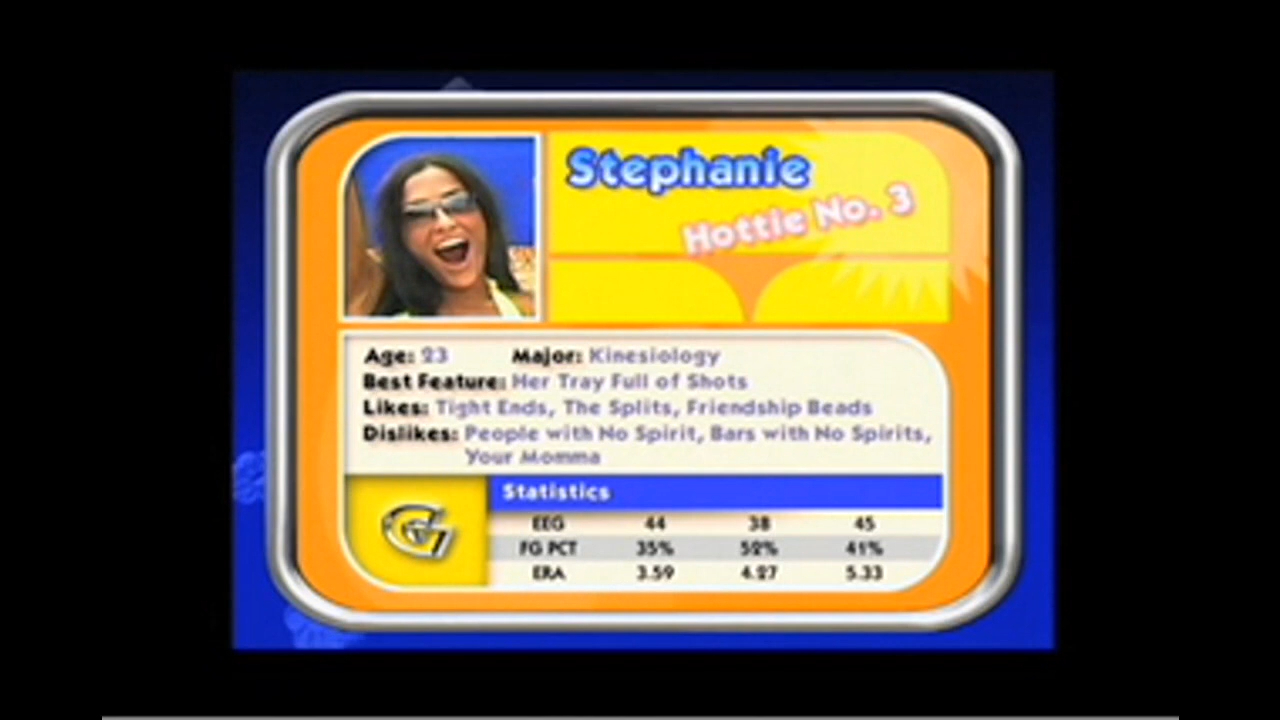 Stephanie
Hottie No. 3
Age: 23 Major: Kinesiology
Best Feature: Her Tray Full of Shots
Likes: Tight Ends, The Splits, Friendship Beads
Dislikes: People with No Spirit, Bars with No Spirits,
Your Momma
Statistics
EEG 44 38 45
FG PCT 35% 52% 41%
ERA 3.59 4.27 5.33